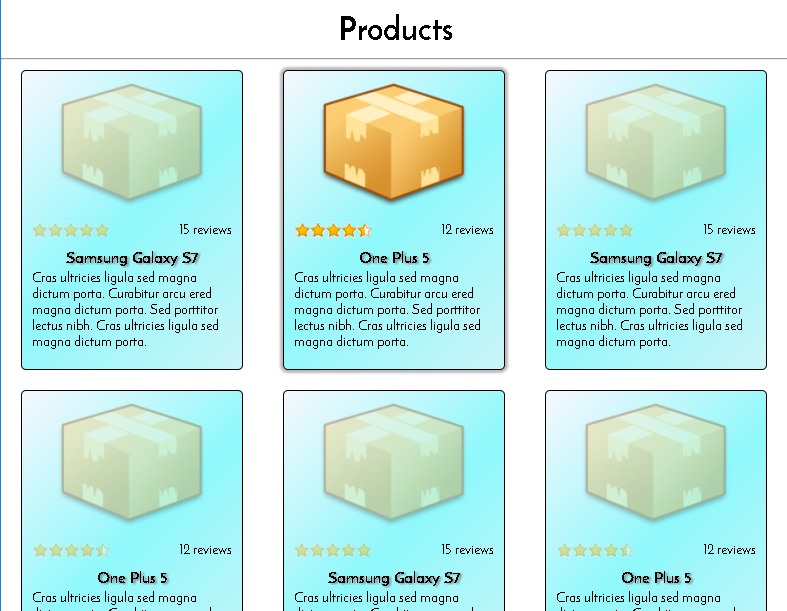 Products
15 reviews
Samsung Galaxy S7
Cras ultricies ligula sed magna
dictum porta. Curabitur arcu ered
magna dictum porta. Sed porttitor
lectus nibh. Cras ultricies ligula sed
magna dictum porta.
12 reviews
One Plus 5
Cras ultricies ligula sed magna
dictum porta. Curabitur arcu ered
magna dictum porta. Sed porttitor
lectus nibh. Cras ultricies ligula sed
magna dictum porta.
15 reviews
Samsung Galaxy S7
Cras ultricies ligula sed magna
dictum porta. Curabitur arcu ered
magna dictum porta. Sed porttitor
lectus nibh. Cras ultricies ligula sed
magna dictum porta.
12 reviews
One Plus 5
Cras ultricies ligula sed magna
15 reviews
Samsung Galaxy S7
Cras ultricies ligula sed magna
12 reviews
One Plus 5
Cras ultricies ligula sed magna